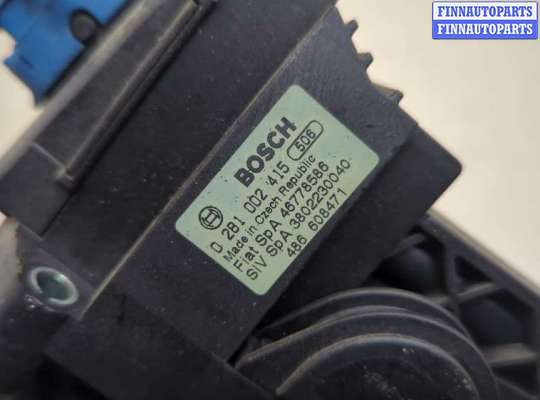 FINNAUTOPARTS
FINNAUTOPARTS
BOSCH
0 281 002 415 506
Made in Czech Republic
Fiat SpA 46778586
SIV SpA 3802230040
486 608471